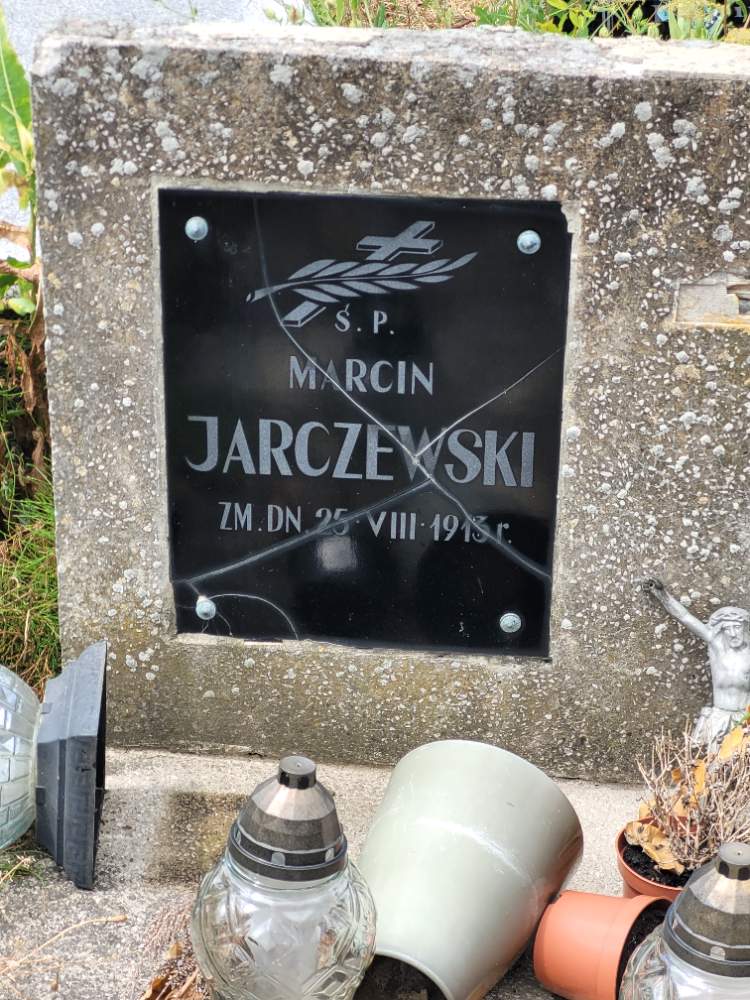 Ś. P.
MARCIN
JARCZEWSKI
ZM. DN. 25·VIII·1913 r.